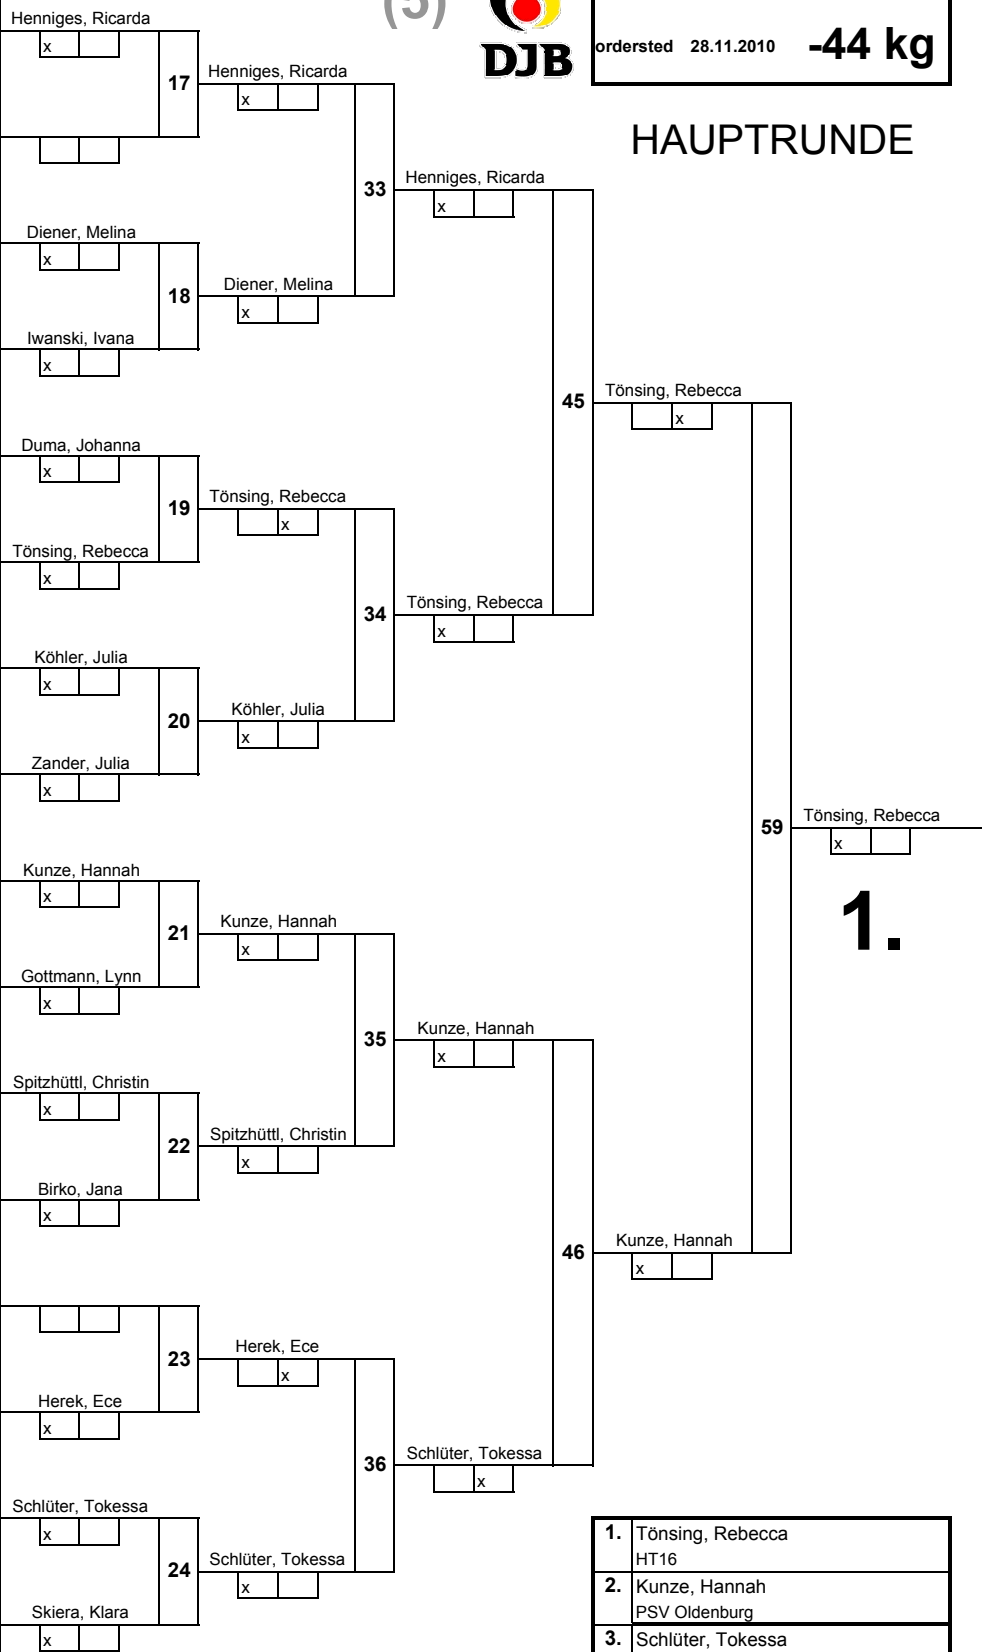 (5)
DJB
ordersted 28.11.2010 -44 kg
HAUPTRUNDE
Henniges, Ricarda
x
17
Henniges, Ricarda
x
33
Henniges, Ricarda
x
Diener, Melina
x
18
Diener, Melina
x
Iwanski, Ivana
x
45
Tönsing, Rebecca
x
Duma, Johanna
x
19
Tönsing, Rebecca
x
Tönsing, Rebecca
x
34
Tönsing, Rebecca
x
Köhler, Julia
x
20
Köhler, Julia
x
Zander, Julia
x
59
Tönsing, Rebecca
x
1.
Kunze, Hannah
x
21
Kunze, Hannah
x
Gottmann, Lynn
x
35
Kunze, Hannah
x
Spitzhüttl, Christin
x
22
Spitzhüttl, Christin
x
Birko, Jana
x
46
Kunze, Hannah
x
23
Herek, Ece
x
Herek, Ece
x
36
Schlüter, Tokessa
x
Schlüter, Tokessa
x
24
Schlüter, Tokessa
x
Skiera, Klara
x
1. Tönsing, Rebecca
HT16
2. Kunze, Hannah
PSV Oldenburg
3. Schlüter, Tokessa